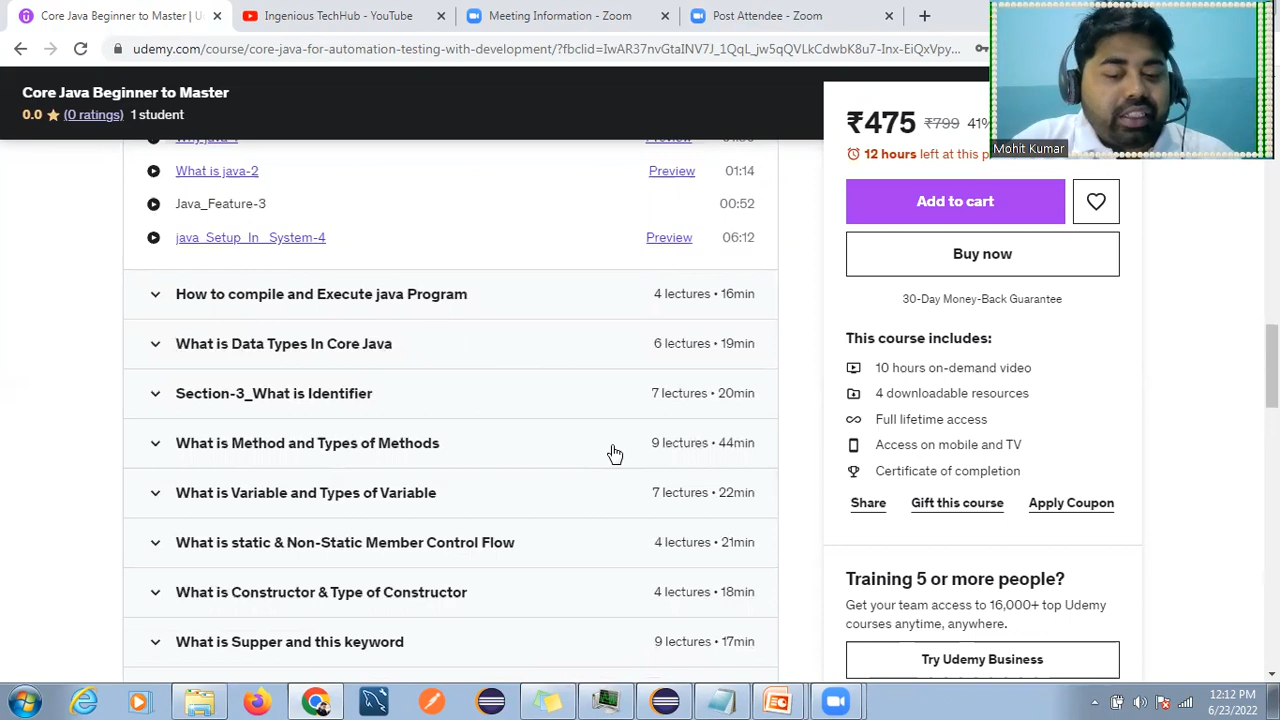 Core Java Beginner to Master | U
Ingenious TechHub - YouTube
Meeting Information - Zoom
Post Attendee - Zoom
udemy.com/course/core-java-for-automation-testing-with-development/?fbclid=
Core Java Beginner to Master
0.0 (0 ratings) 1 student
Why java-1 Preview
What is java-2 Preview 01:14
Java_Feature-3 00:52
java_Setup_In_System-4 Preview 06:12
How to compile and Execute java Program 4 lectures • 16min
What is Data Types In Core Java 6 lectures • 19min
Section-3_What is Identifier 7 lectures • 20min
What is Method and Types of Methods 9 lectures • 44min
What is Variable and Types of Variable 7 lectures • 22min
What is static & Non-Static Member Control Flow 4 lectures • 21min
What is Constructor & Type of Constructor 4 lectures • 18min
What is Supper and this keyword 9 lectures • 17min
₹475 ₹799 41%
12 hours left at this p
Add to cart
Buy now
30-Day Money-Back Guarantee
This course includes:
10 hours on-demand video
4 downloadable resources
Full lifetime access
Access on mobile and TV
Certificate of completion
Share Gift this course Apply Coupon
Training 5 or more people?
Get your team access to 16,000+ top Udemy
courses anytime, anywhere.
Try Udemy Business
Mohit Kumar
12:12 PM
6/23/2022